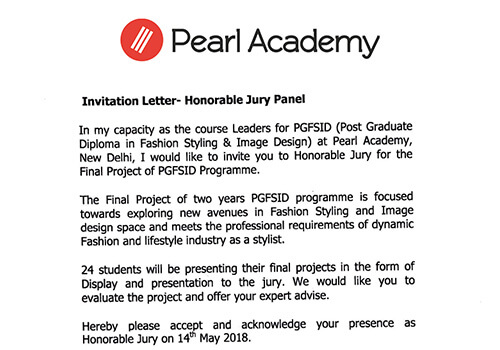 Pearl Academy
Invitation Letter- Honorable Jury Panel
In my capacity as the course Leaders for PGFSID (Post Graduate
Diploma in Fashion Styling & Image Design) at Pearl Academy,
New Delhi, I would like to invite you to Honorable Jury for the
Final Project of PGFSID Programme.
The Final Project of two years PGFSID programme is focused
towards exploring new avenues in Fashion Styling and Image
design space and meets the professional requirements of dynamic
Fashion and lifestyle industry as a stylist.
24 students will be presenting their final projects in the form of
Display and presentation to the jury. We would like you to
evaluate the project and offer your expert advise.
Hereby please accept and acknowledge your presence as
Honorable Jury on 14th May 2018.